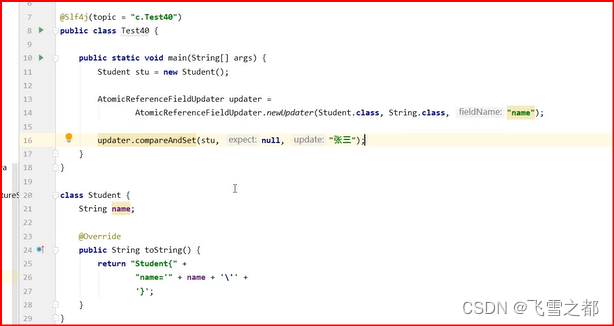 6
7 @Slf4j(topic = "c.Test40")
8 public class Test40 {
9
10 public static void main(String[] args) {
11 Student stu = new Student();
12
13 AtomicReferenceFieldUpdater updater =
14 AtomicReferenceFieldUpdater.newUpdater(Student.class, String.class, fieldName: "name");
15
16 updater.compareAndSet(stu, expect: null, update: "张三");
17 }
18 }
19
20 class Student {
21 String name;
22
23 @Override
24 public String toString() {
25 return "Student{" +
26 "name='" + name + '\'' +
27 '}';
28 }
29 }
ra
tureS
CSDN @飞雪之都